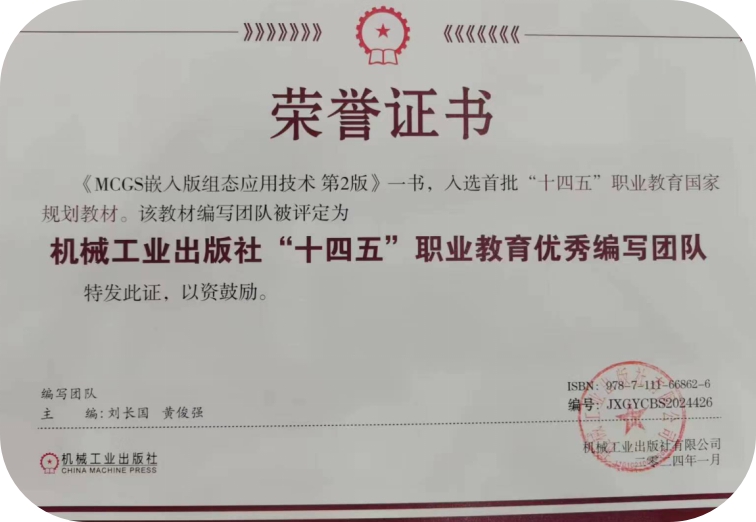 荣誉证书
《MCGS嵌入版组态应用技术 第2版》一书，入选首批“十四五”职业教育国家
规划教材。该教材编写团队被评定为
机械工业出版社“十四五”职业教育优秀编写团队
特发此证，以资鼓励。
编写团队
主 编:刘长国 黄俊强
ISBN: 978-7-111-66862-6
编号: JXGYCBS2024426
机械工业出版社有限公司
二零二四年一月
机械工业出版社
CHINA MACHINE PRESS